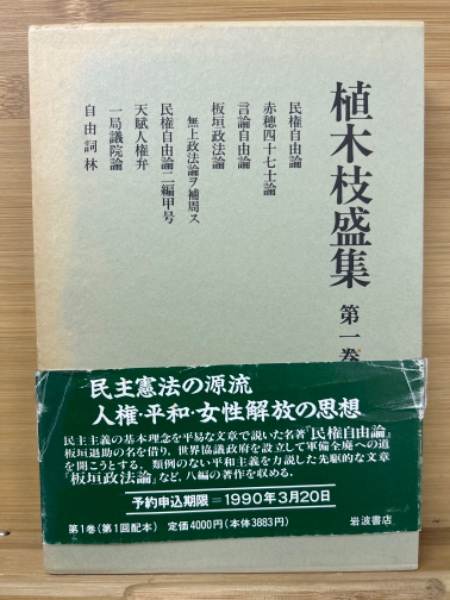 植木枝盛集 第一巻
民権自由論
赤穂四十七士論
言論自由論
板垣政法論
無上政法論ヲ補周ス
民権自由論二編甲号
天賦人権弁
一局議院論
自由詞林
民主憲法の源流
人権・平和・女性解放の思想
民主主義の基本理念を平易な文章で説いた名著『民権自由論』
板垣退助の名を借り，世界協議政府を設立して軍備全廃への道
を開こうとする，類例のない平和主義を力説した先駆的な文章
『板垣政法論』など，八編の著作を収める．
予約申込期限＝1990年3月20日
第1巻(第1回配本) 定価4000円(本体3883円)
岩波書店